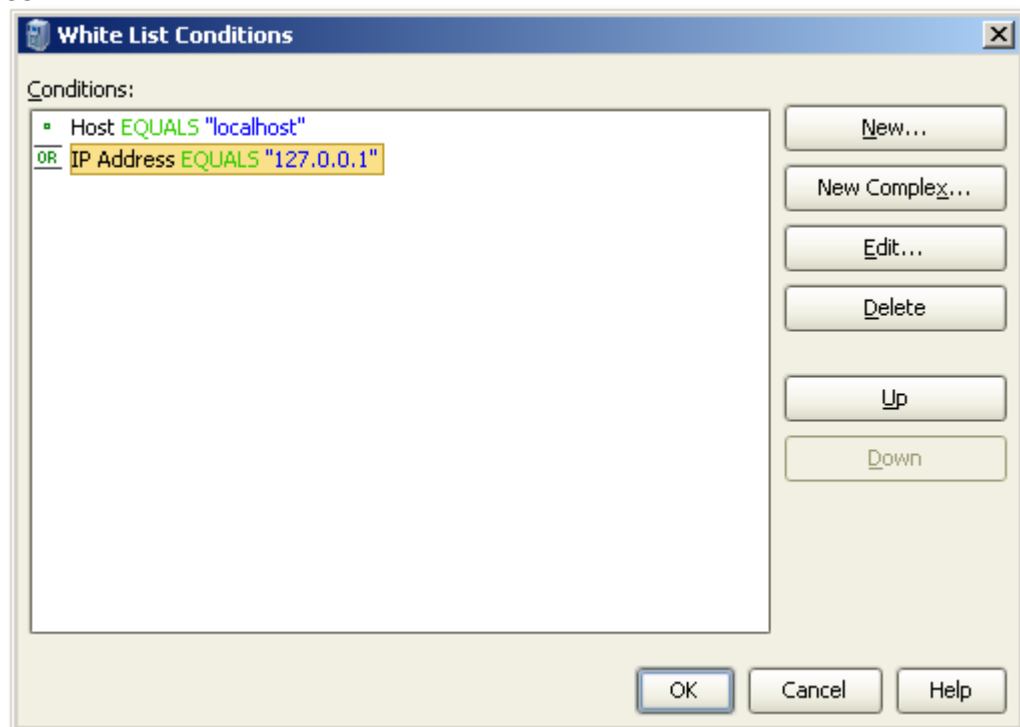 White List Conditions
Conditions:
Host EQUALS "localhost"
OR IP Address EQUALS "127.0.0.1"
New...
New Complex...
Edit...
Delete
Up
Down
OK Cancel Help